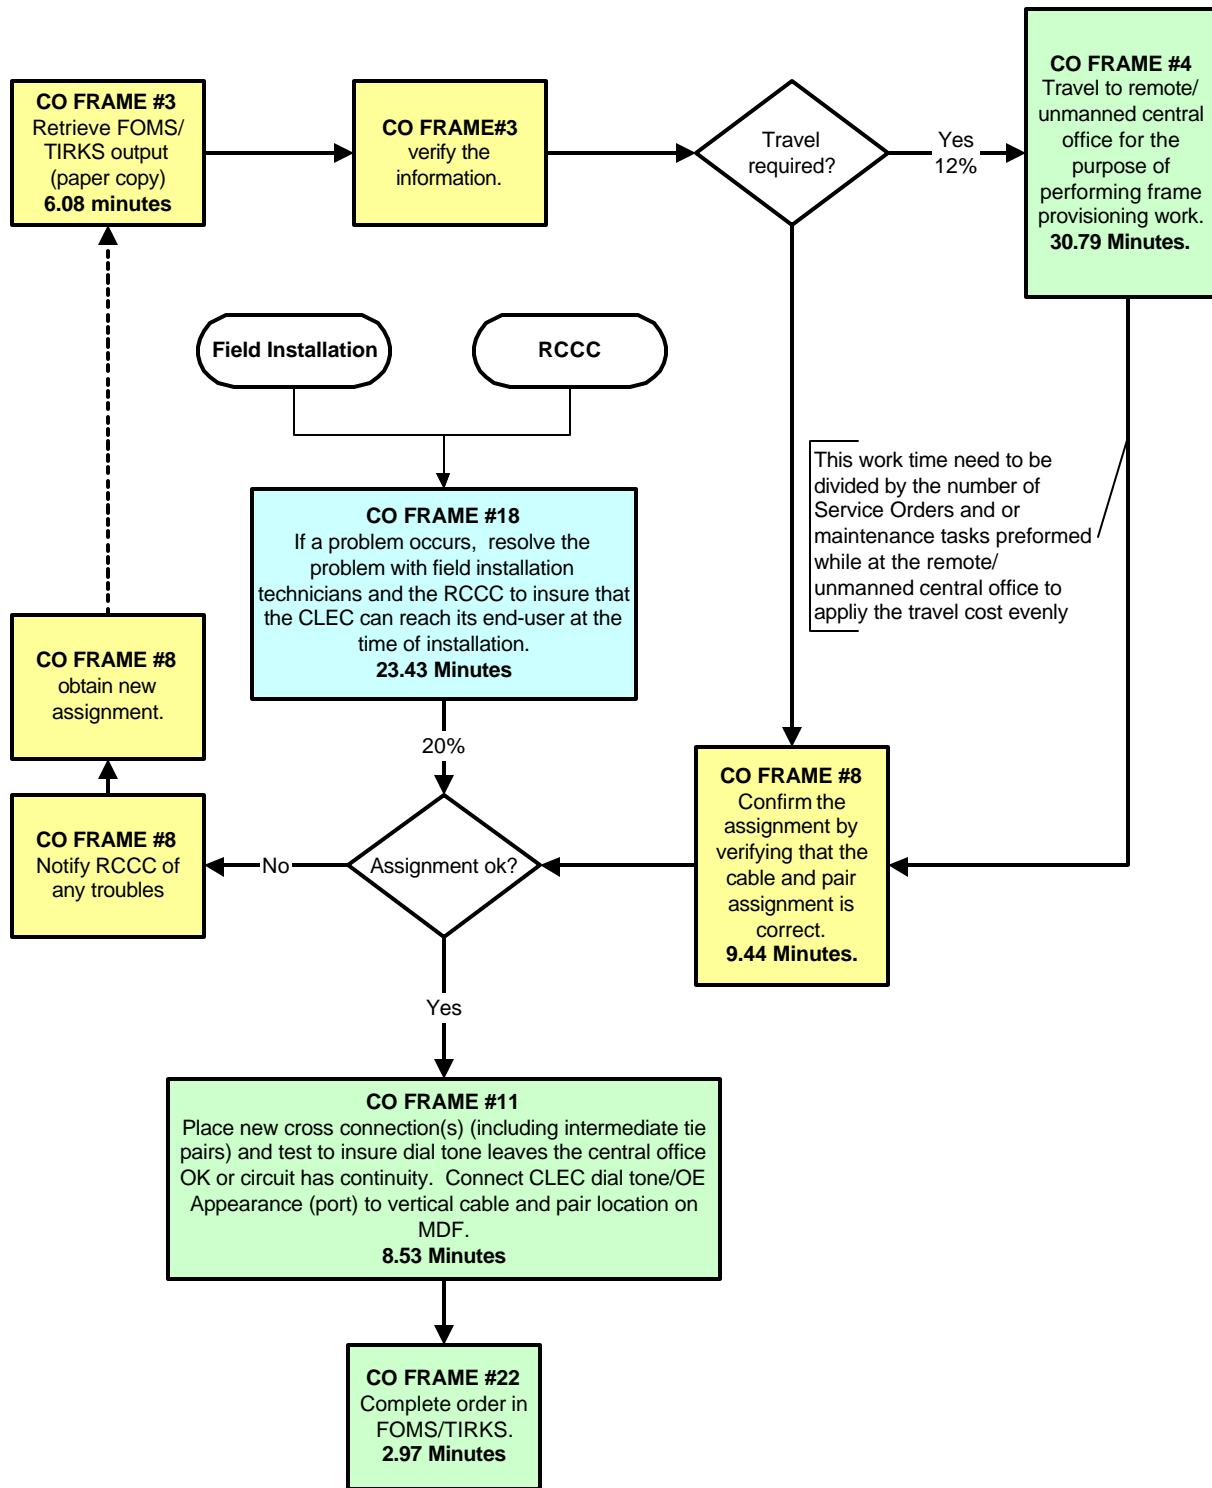 CO FRAME #3
Retrieve FOMS/
TIRKS output
(paper copy)
6.08 minutes
CO FRAME#3
verify the
information.
Travel
required?
Yes
12%
CO FRAME #4
Travel to remote/
unmanned central
office for the
purpose of
performing frame
provisioning work.
30.79 Minutes.
Field Installation
RCCC
This work time need to be
divided by the number of
Service Orders and or
maintenance tasks preformed
while at the remote/
unmanned central office to
appliy the travel cost evenly
CO FRAME #18
If a problem occurs,  resolve the
problem with field installation
technicians and the RCCC to insure that
the CLEC can reach its end-user at the
time of installation.
23.43 Minutes
20%
CO FRAME #8
obtain new
assignment.
CO FRAME #8
Notify RCCC of
any troubles
No
Assignment ok?
CO FRAME #8
Confirm the
assignment by
verifying that the
cable and pair
assignment is
correct.
9.44 Minutes.
Yes
CO FRAME #11
Place new cross connection(s) (including intermediate tie
pairs) and test to insure dial tone leaves the central office
OK or circuit has continuity.  Connect CLEC dial tone/OE
Appearance (port) to vertical cable and pair location on
MDF.
8.53 Minutes
CO FRAME #22
Complete order in
FOMS/TIRKS.
2.97 Minutes